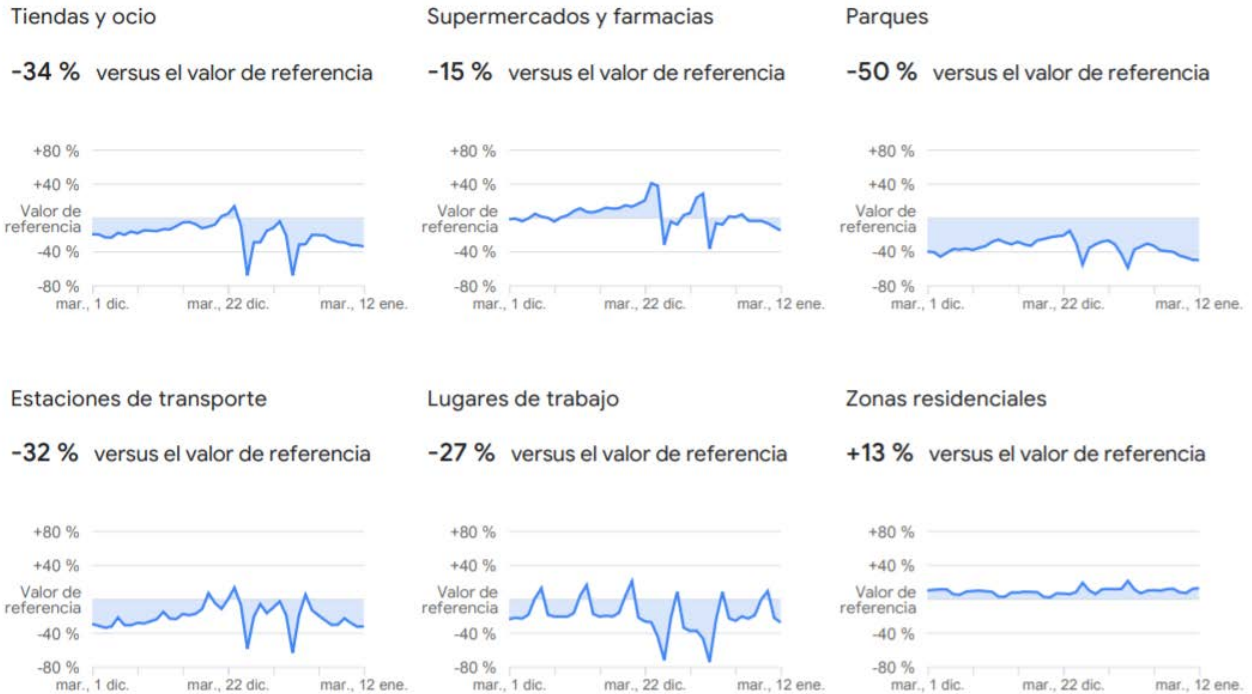 Tiendas y ocio
-34 % versus el valor de referencia
+80 %
+40 %
Valor de
referencia
-40 %
-80 %
mar., 1 dic. mar., 22 dic. mar., 12 ene.
Supermercados y farmacias
-15 % versus el valor de referencia
+80 %
+40 %
Valor de
referencia
-40 %
-80 %
mar., 1 dic. mar., 22 dic. mar., 12 ene.
Parques
-50 % versus el valor de referencia
+80 %
+40 %
Valor de
referencia
-40 %
-80 %
mar., 1 dic. mar., 22 dic. mar., 12 ene.
Estaciones de transporte
-32 % versus el valor de referencia
+80 %
+40 %
Valor de
referencia
-40 %
-80 %
mar., 1 dic. mar., 22 dic. mar., 12 ene.
Lugares de trabajo
-27 % versus el valor de referencia
+80 %
+40 %
Valor de
referencia
-40 %
-80 %
mar., 1 dic. mar., 22 dic. mar., 12 ene.
Zonas residenciales
+13 % versus el valor de referencia
+80 %
+40 %
Valor de
referencia
-40 %
-80 %
mar., 1 dic. mar., 22 dic. mar., 12 ene.